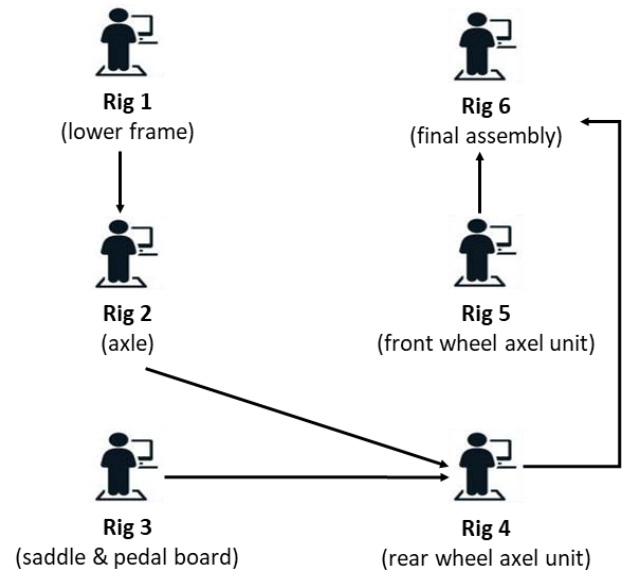 Rig 1
(lower frame)
Rig 6
(final assembly)
Rig 2
(axle)
Rig 5
(front wheel axel unit)
Rig 3
(saddle & pedal board)
Rig 4
(rear wheel axel unit)